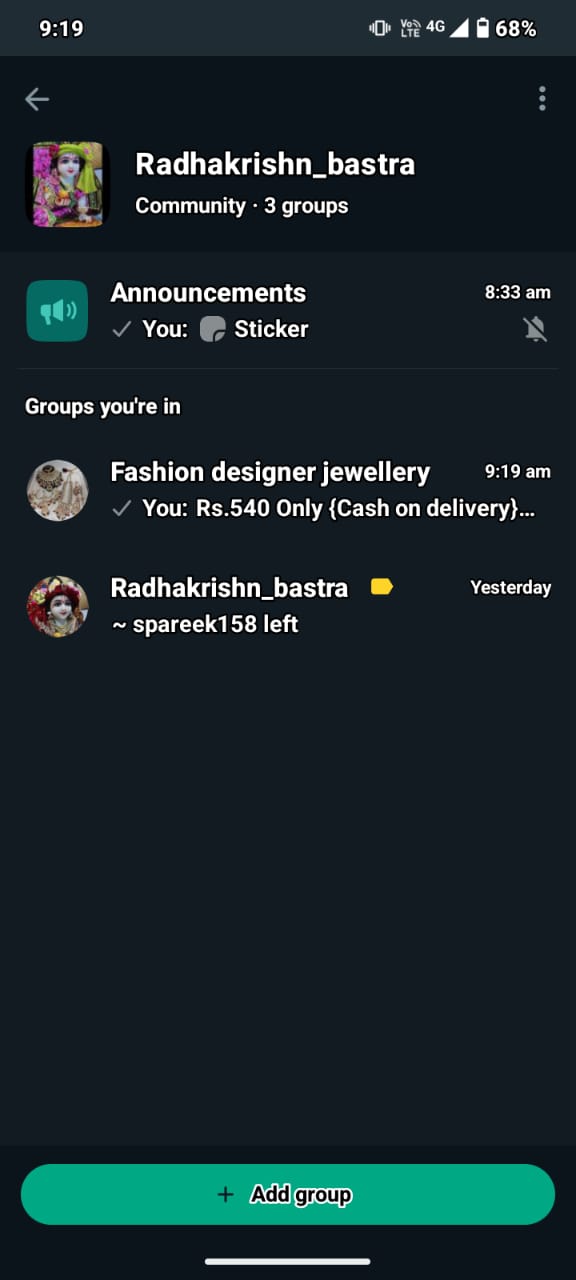 9:19
Vo LTE 4G 68%
Radhakrishn_bastra
Community · 3 groups
Announcements 8:33 am
You: Sticker
Groups you're in
Fashion designer jewellery 9:19 am
You: Rs.540 Only {Cash on delivery}...
Radhakrishn_bastra Yesterday
~ spareek158 left
+ Add group